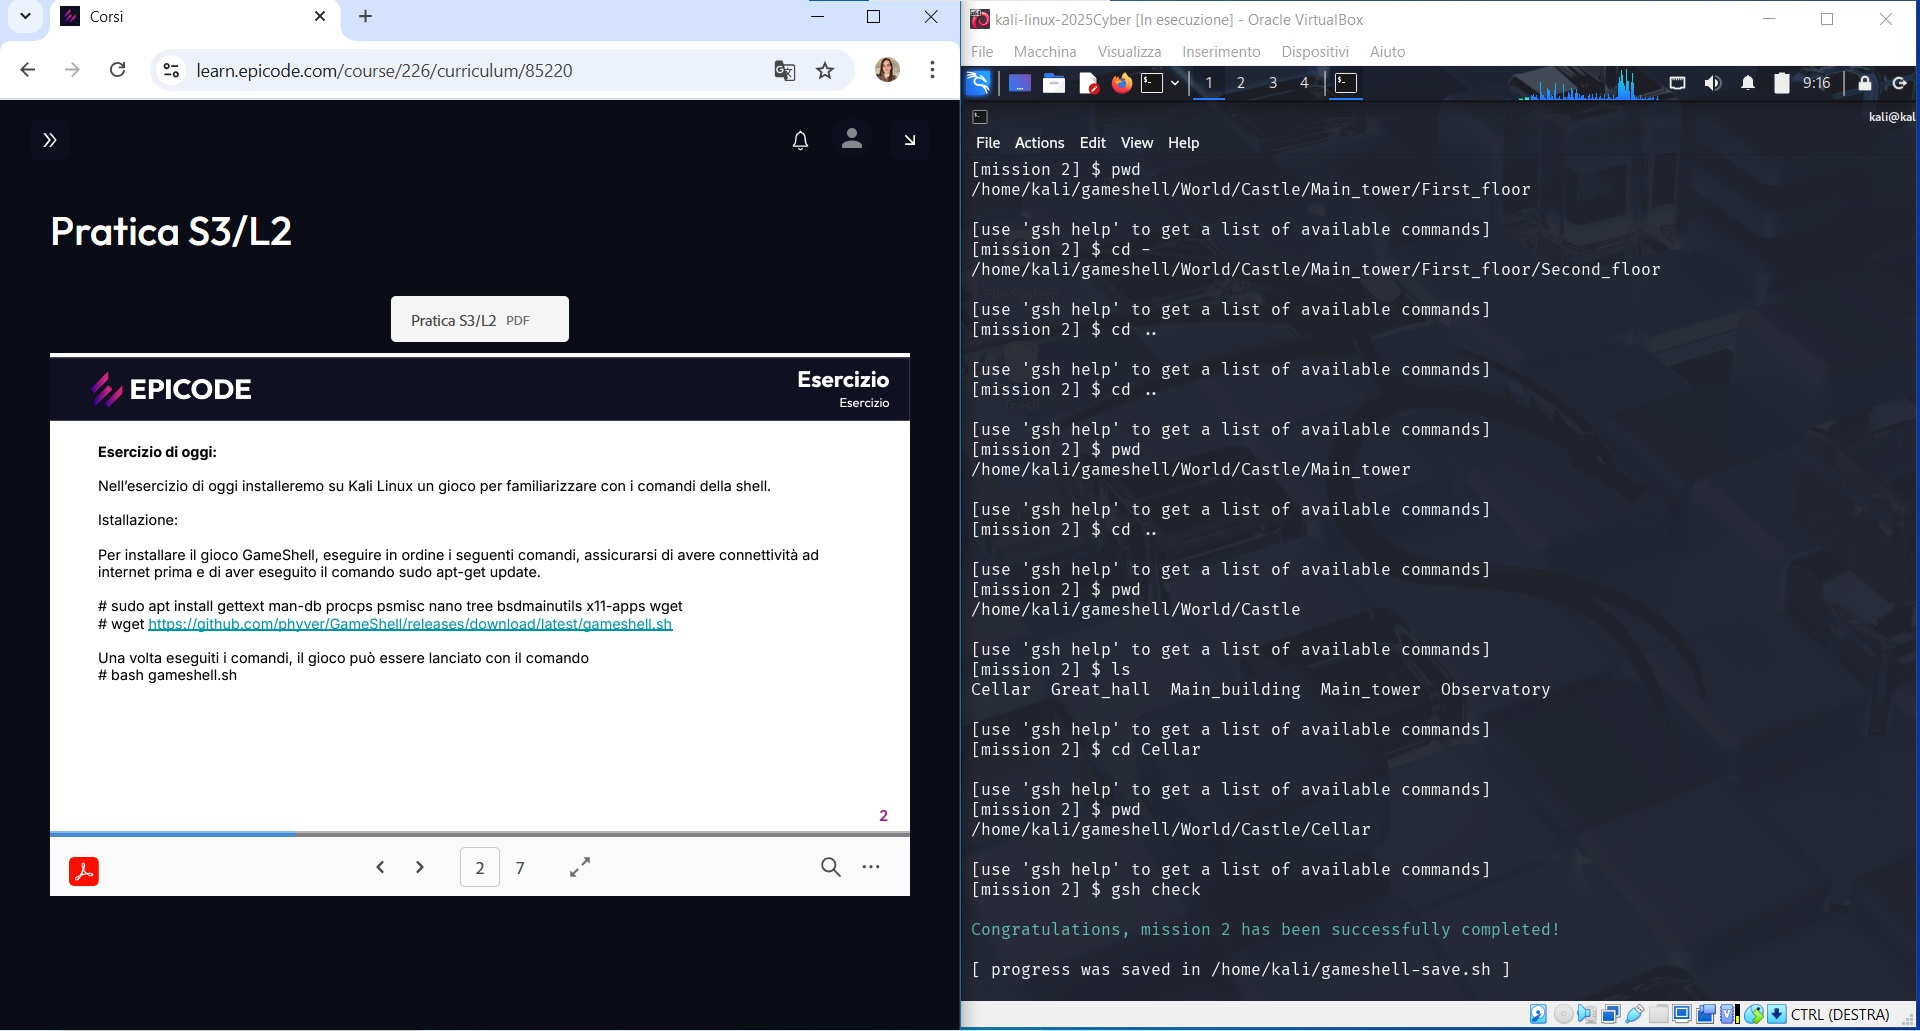 Corsi
learn.epicode.com/course/226/curriculum/85220
Pratica S3/L2
Pratica S3/L2 PDF
EPICODE
Esercizio
Esercizio
Esercizio di oggi:
Nell'esercizio di oggi installeremo su Kali Linux un gioco per familiarizzare con i comandi della shell.
Istallazione:
Per installare il gioco GameShell, eseguire in ordine i seguenti comandi, assicurarsi di avere connettività ad
internet prima e di aver eseguito il comando sudo apt-get update.
# sudo apt install gettext man-db procps psmisc nano tree bsdmainutils x11-apps wget
# wget https://github.com/phyver/GameShell/releases/download/latest/gameshell.sh
Una volta eseguiti i comandi, il gioco può essere lanciato con il comando
# bash gameshell.sh
2
2 7
kali-linux-2025Cyber [In esecuzione] - Oracle VirtualBox
File Macchina Visualizza Inserimento Dispositivi Aiuto
1 2 3 4 9:16
kali@kal
File Actions Edit View Help
[mission 2] $ pwd
/home/kali/gameshell/World/Castle/Main_tower/First_floor
[use 'gsh help' to get a list of available commands]
[mission 2] $ cd -
/home/kali/gameshell/World/Castle/Main_tower/First_floor/Second_floor
File System
[use 'gsh help' to get a list of available commands]
[mission 2] $ cd ..
[use 'gsh help' to get a list of available commands]
[mission 2] $ cd ..
Trash
[use 'gsh help' to get a list of available commands]
[mission 2] $ pwd
/home/kali/gameshell/World/Castle/Main_tower
[use 'gsh help' to get a list of available commands]
[mission 2] $ cd ..
[use 'gsh help' to get a list of available commands]
[mission 2] $ pwd
/home/kali/gameshell/World/Castle
[use 'gsh help' to get a list of available commands]
[mission 2] $ ls
Cellar Great_hall Main_building Main_tower Observatory
[use 'gsh help' to get a list of available commands]
[mission 2] $ cd Cellar
[use 'gsh help' to get a list of available commands]
[mission 2] $ pwd
/home/kali/gameshell/World/Castle/Cellar
[use 'gsh help' to get a list of available commands]
[mission 2] $ gsh check
Congratulations, mission 2 has been successfully completed!
[ progress was saved in /home/kali/gameshell-save.sh ]
CTRL (DESTRA)